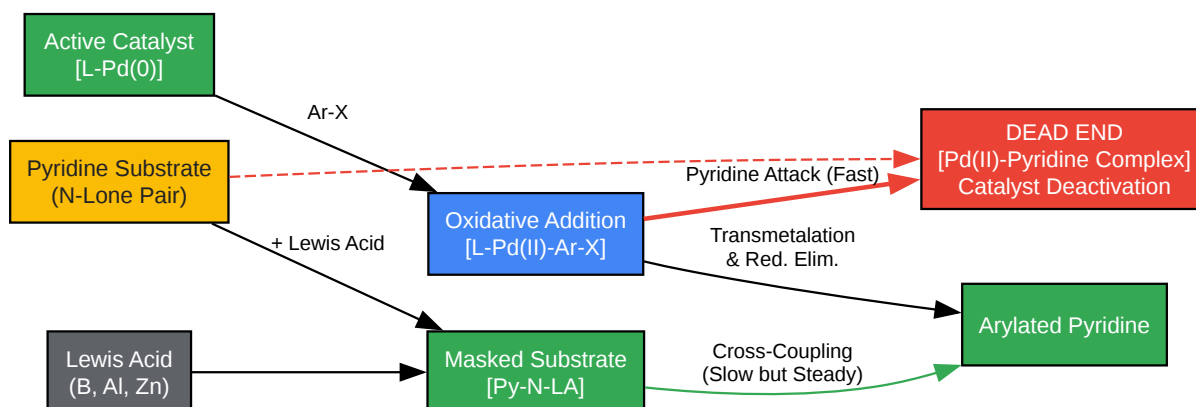 Active Catalyst
[L-Pd(0)]
Ar-X
Pyridine Substrate
(N-Lone Pair)
DEAD END
[Pd(II)-Pyridine Complex]
Catalyst Deactivation
Pyridine Attack (Fast)
Oxidative Addition
[L-Pd(II)-Ar-X]
+ Lewis Acid
Transmetalation
& Red. Elim.
Arylated Pyridine
Lewis Acid
(B, Al, Zn)
Masked Substrate
[Py-N-LA]
Cross-Coupling
(Slow but Steady)